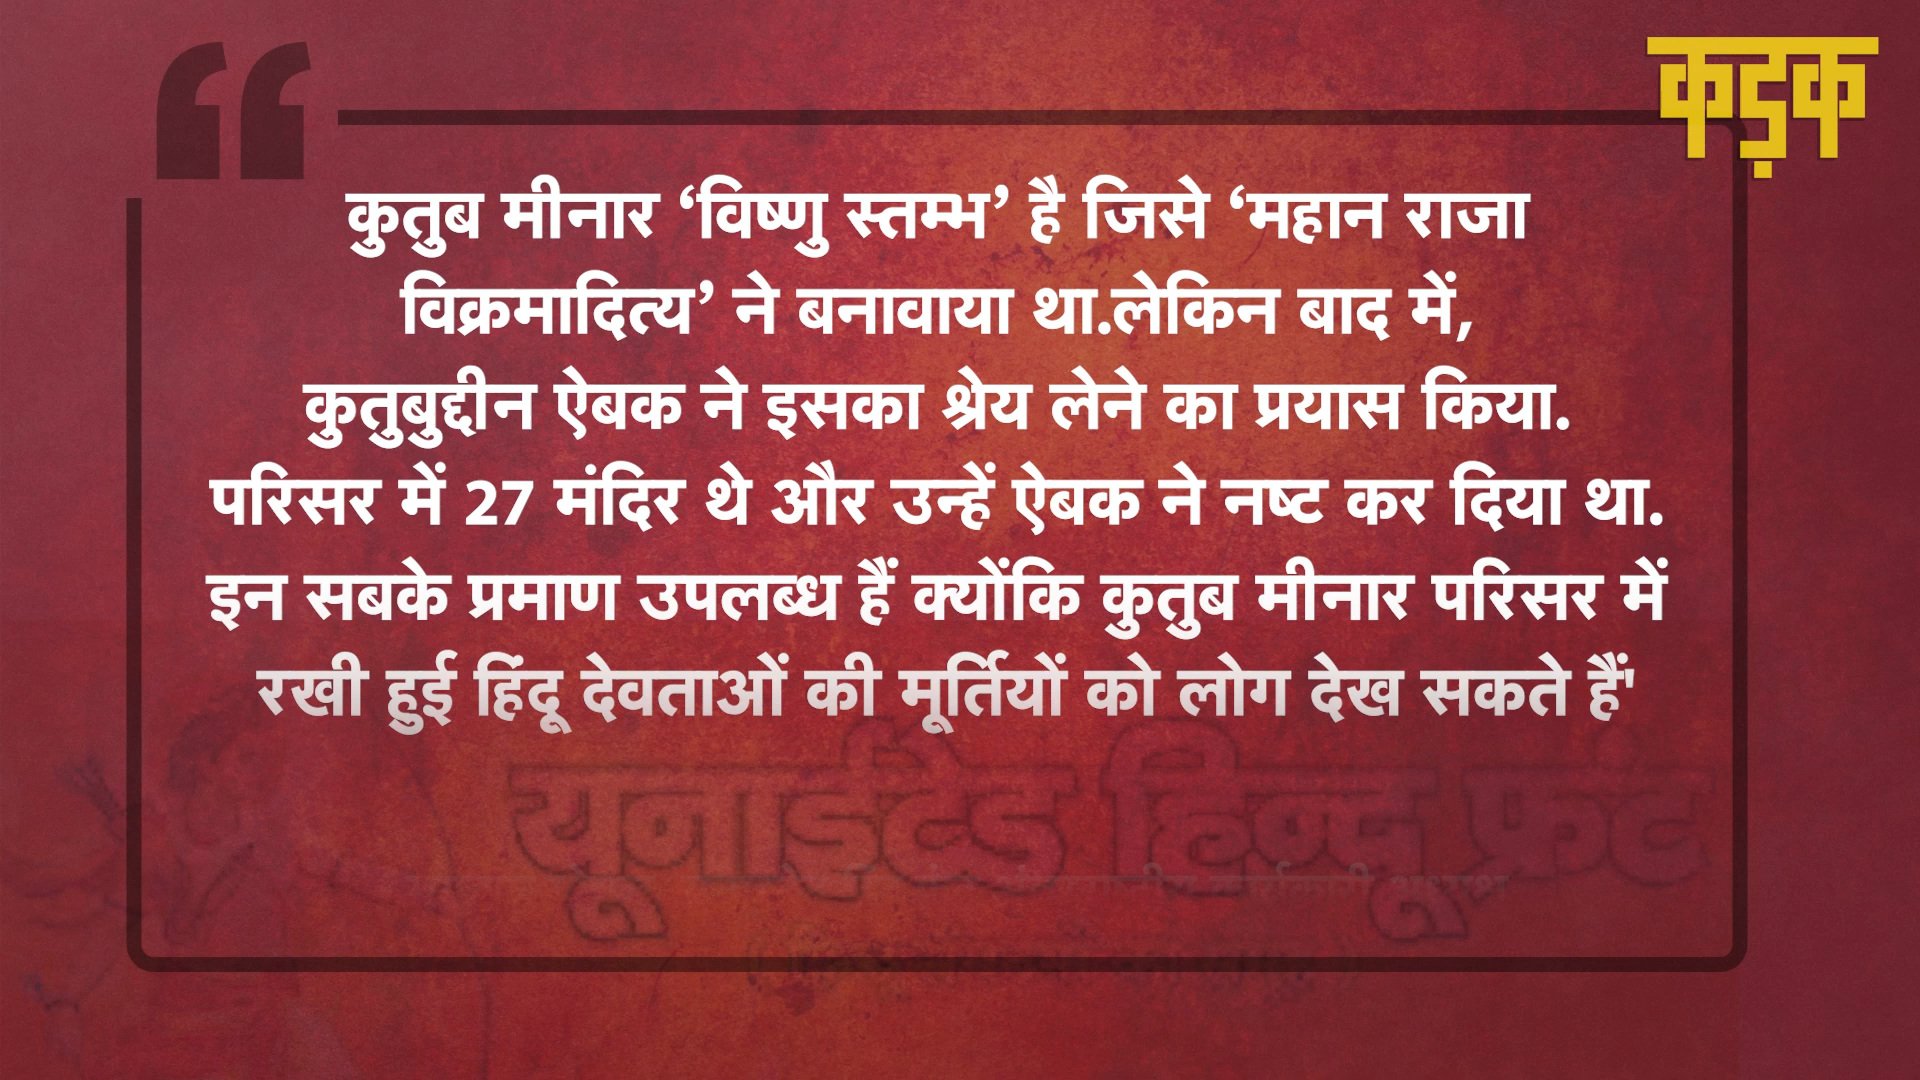 कड़क
कुतुब मीनार ‘विष्णु स्तम्भ’ है जिसे ‘महान राजा
विक्रमादित्य’ ने बनावाया था.लेकिन बाद में,
कुतुबुद्दीन ऐबक ने इसका श्रेय लेने का प्रयास किया.
परिसर में 27 मंदिर थे और उन्हें ऐबक ने नष्ट कर दिया था.
इन सबके प्रमाण उपलब्ध हैं क्योंकि कुतुब मीनार परिसर में
रखी हुई हिंदू देवताओं की मूर्तियों को लोग देख सकते हैं'
यूनाईटेड हिन्दू फ्रंट